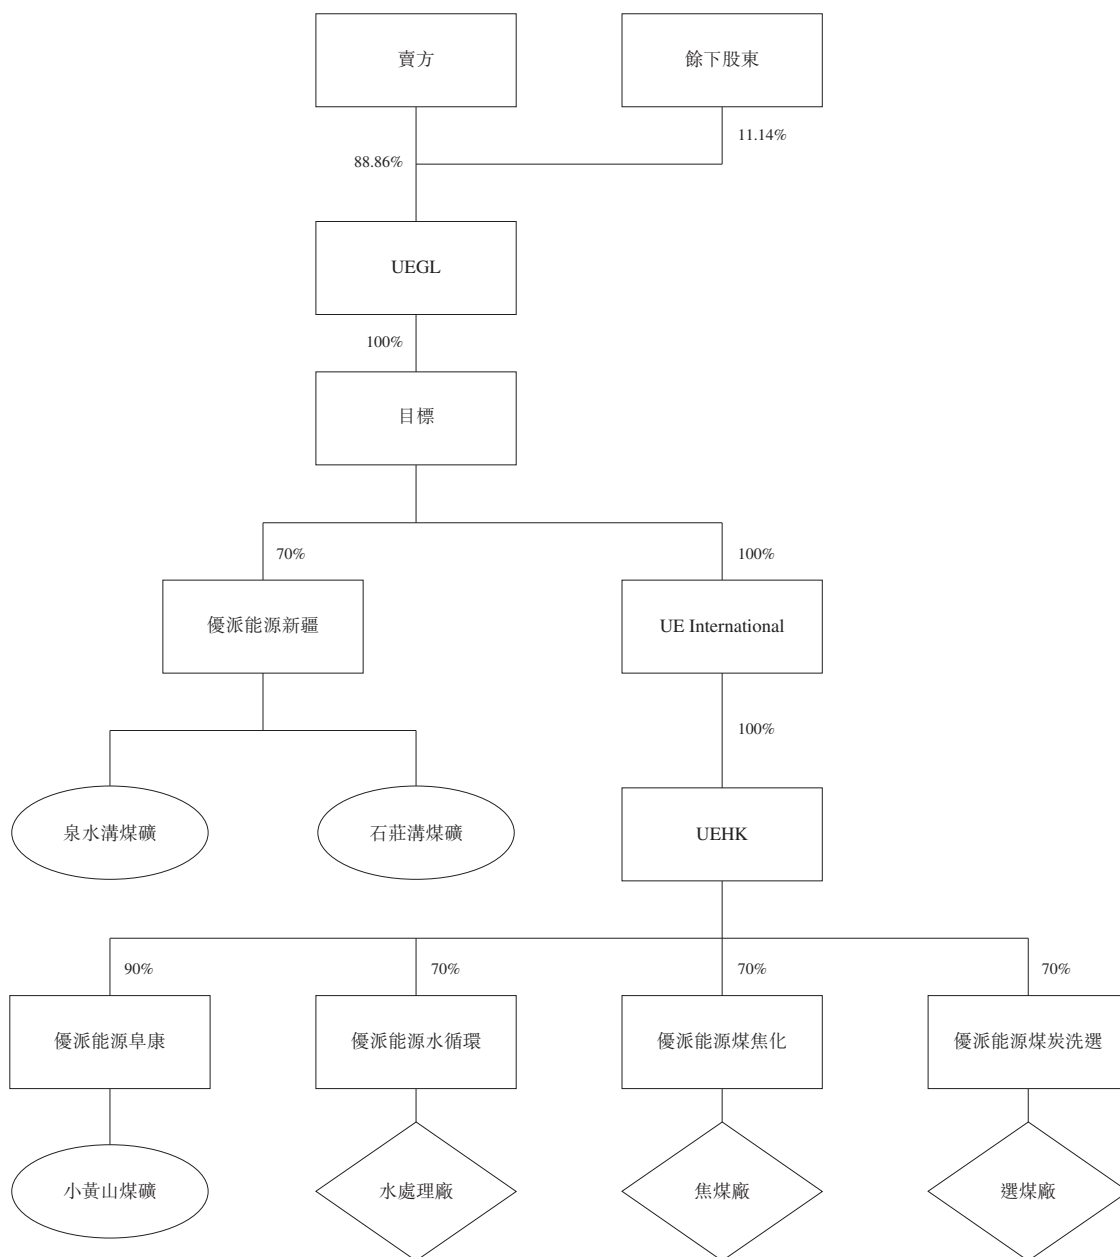 賣方
餘下股東
11.14%
88.86%
UEGL
100%
目標
70%
100%
優派能源新疆
UE International
100%
泉水溝煤礦
石莊溝煤礦
UEHK
90%
70%
70%
70%
優派能源阜康
優派能源水循環
優派能源煤焦化
優派能源煤炭洗選
小黃山煤礦
水處理廠
焦煤廠
選煤廠